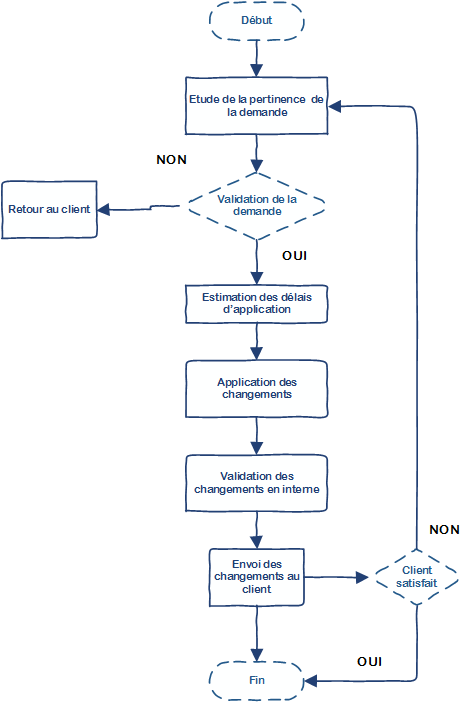 Début
Etude de la pertinence de
la demande
NON
Validation de la
demande
Retour au client
OUI
Estimation des délais
d'application
Application des
changements
Validation des
changements en interne
NON
Envoi des
changements au
client
Client
satisfait
OUI
Fin